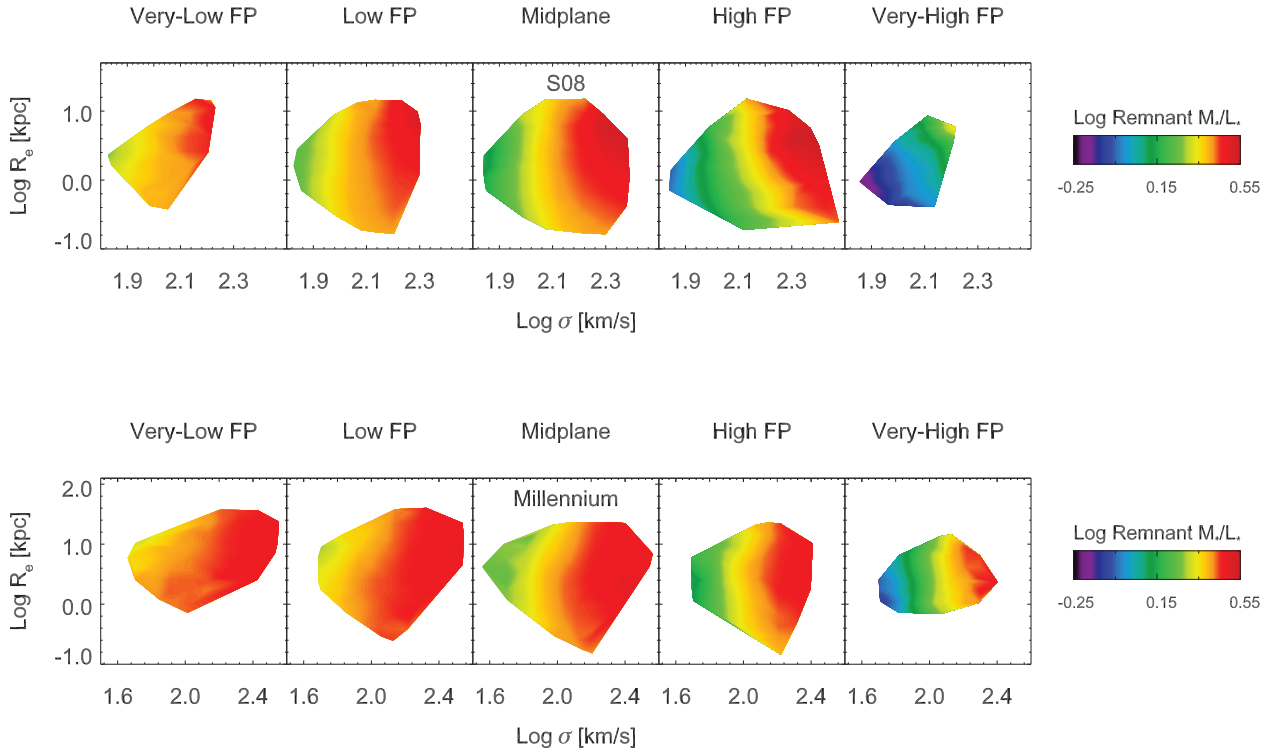 Very-Low FP Low FP Midplane High FP Very-High FP
S08
Log Rₑ [kpc]
1.0
0.0
-1.0
1.9 2.1 2.3 1.9 2.1 2.3 1.9 2.1 2.3 1.9 2.1 2.3 1.9 2.1 2.3
Log σ [km/s]
Log Remnant M*/L*
-0.25 0.15 0.55
Very-Low FP Low FP Midplane High FP Very-High FP
Millennium
Log Rₑ [kpc]
2.0
1.0
0.0
-1.0
1.6 2.0 2.4 1.6 2.0 2.4 1.6 2.0 2.4 1.6 2.0 2.4 1.6 2.0 2.4
Log σ [km/s]
Log Remnant M*/L*
-0.25 0.15 0.55